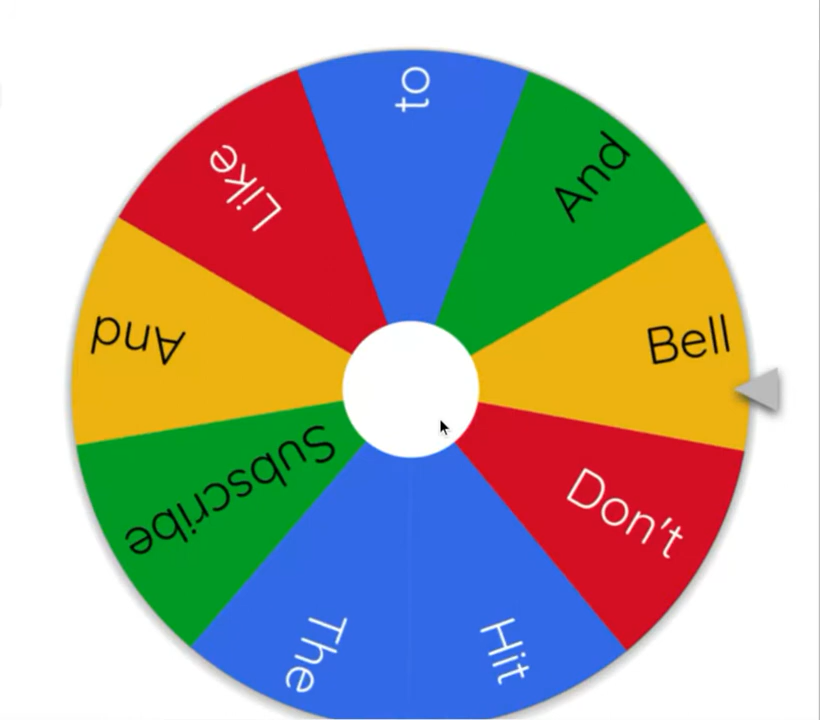 to
And
Bell
Don't
Hit
The
Subscribe
And
Like